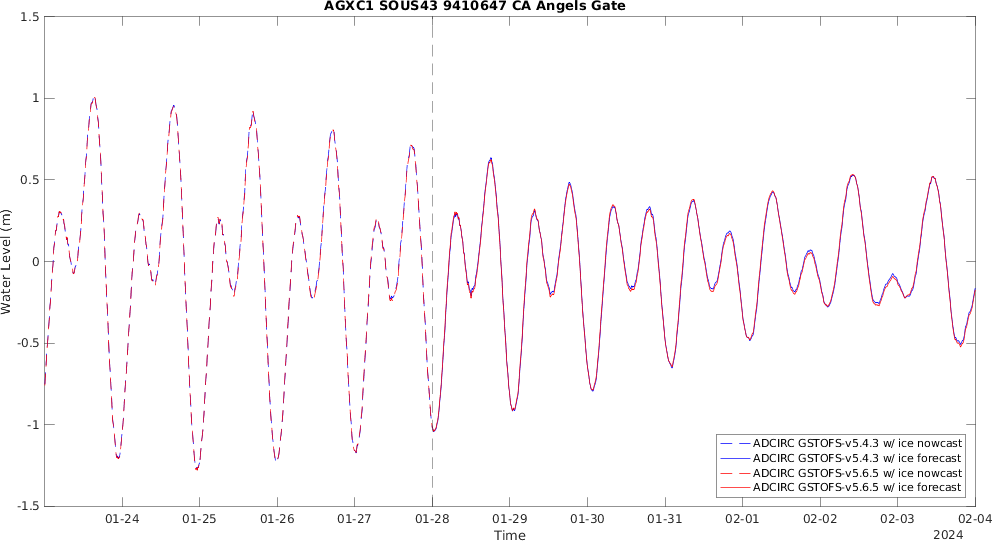 AGXC1 SOUS43 9410647 CA Angels Gate
1.5
1
0.5
0
-0.5
-1
-1.5
Water Level (m)
01-24 01-25 01-26 01-27 01-28 01-29 01-30 01-31 02-01 02-02 02-03 02-04
Time
2024
ADCIRC GSTOFS-v5.4.3 w/ ice nowcast
ADCIRC GSTOFS-v5.4.3 w/ ice forecast
ADCIRC GSTOFS-v5.6.5 w/ ice nowcast
ADCIRC GSTOFS-v5.6.5 w/ ice forecast